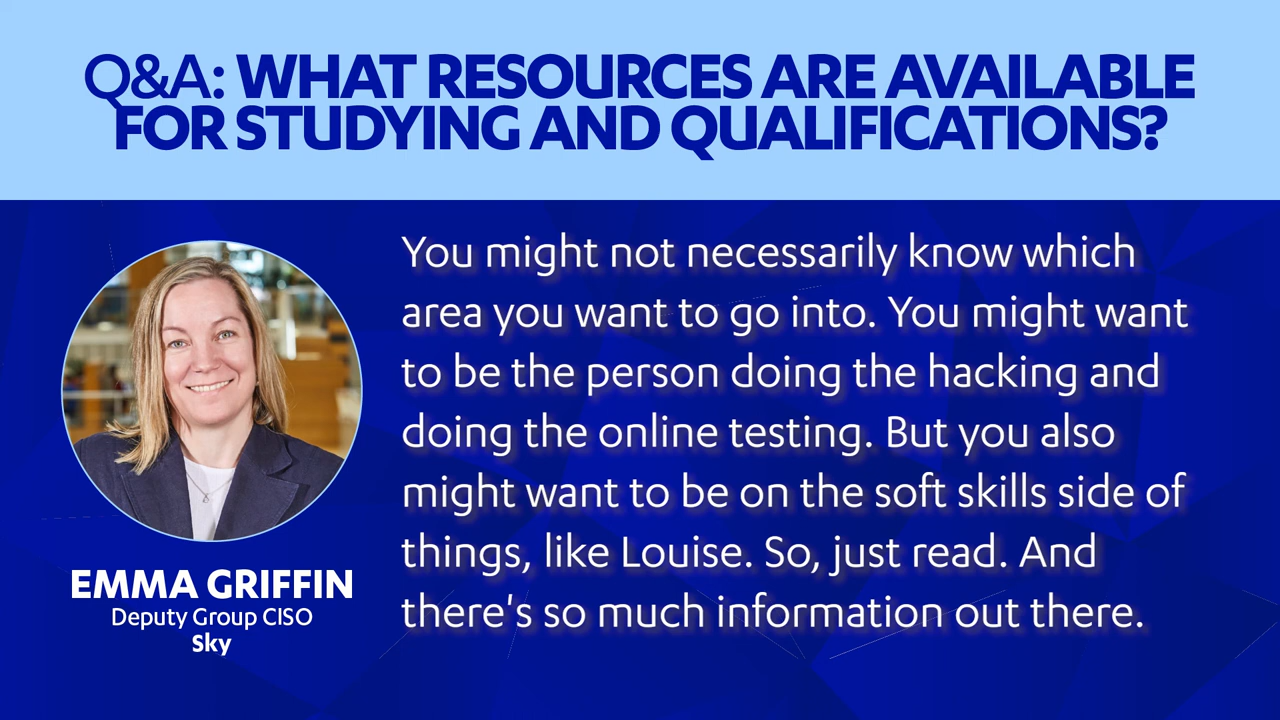 Q&A: WHAT RESOURCES ARE AVAILABLE
FOR STUDYING AND QUALIFICATIONS?
You might not necessarily know which
area you want to go into. You might want
to be the person doing the hacking and
doing the online testing. But you also
might want to be on the soft skills side of
things, like Louise. So, just read. And
there's so much information out there.
EMMA GRIFFIN
Deputy Group CISO
Sky